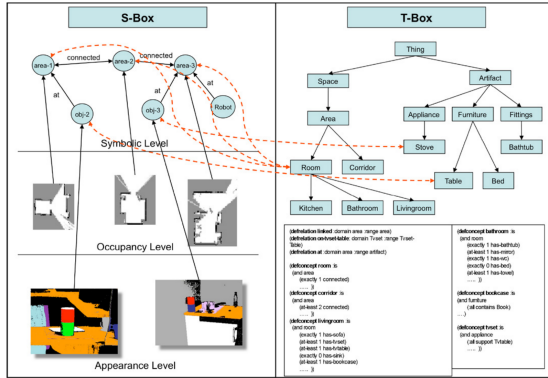 S-Box
T-Box
connected
connected
area-1
area-2
area-3
at
at
at
obj-2
obj-3
Robot
Symbolic Level
Occupancy Level
Appearance Level
Thing
Space
Artifact
Area
Appliance
Furniture
Fittings
Stove
Bathtub
Room
Corridor
Table
Bed
Kitchen
Bathroom
Livingroom
(defrelation linked :domain area :range area)
(defrelation on-tvset-table :domain Tvset :range Tvset-
Table)
(defrelation at :domain area :range artifact)
(defconcept room is
(and area
(exactly 1 connected)
.... ))
(defconcept corridor is
(and area
(at-least 2 connected)
.... ))
(defconcept livingroom is
(and room
(exactly 1 has-sofa)
(at-least 1 has-tvset)
(at-least 1 has-tvtable)
(exactly 0 has-sink)
(at-least 1 has-bookcase)
.... ))
(defconcept bathroom is
(and room
(exactly 1 has-bathtub)
(at-least 1 has-mirror)
(exactly 1 has-wc)
(exactly 0 has-bed)
(at-least 1 has-towel)
.... ))
(defconcept bookcase is
(and furniture
(all contains Book)
....)
(defconcept tvset is
(and appliance
(all support Tvtable)
.... ))